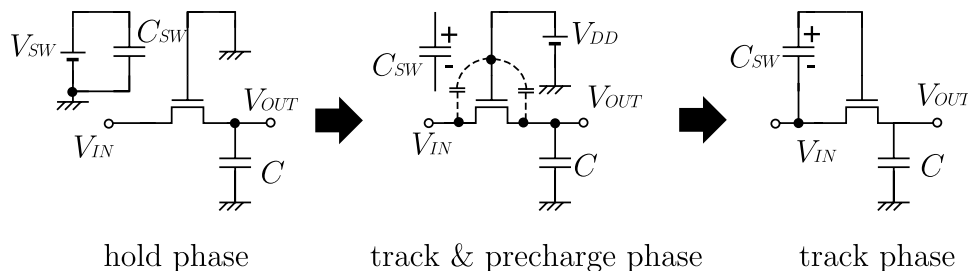 V_SW C_SW
V_IN V_OUT
C
hold phase
+
-
C_SW V_DD
V_IN V_OUT
C
track & precharge phase
+
-
C_SW
V_IN V_OUT
C
track phase